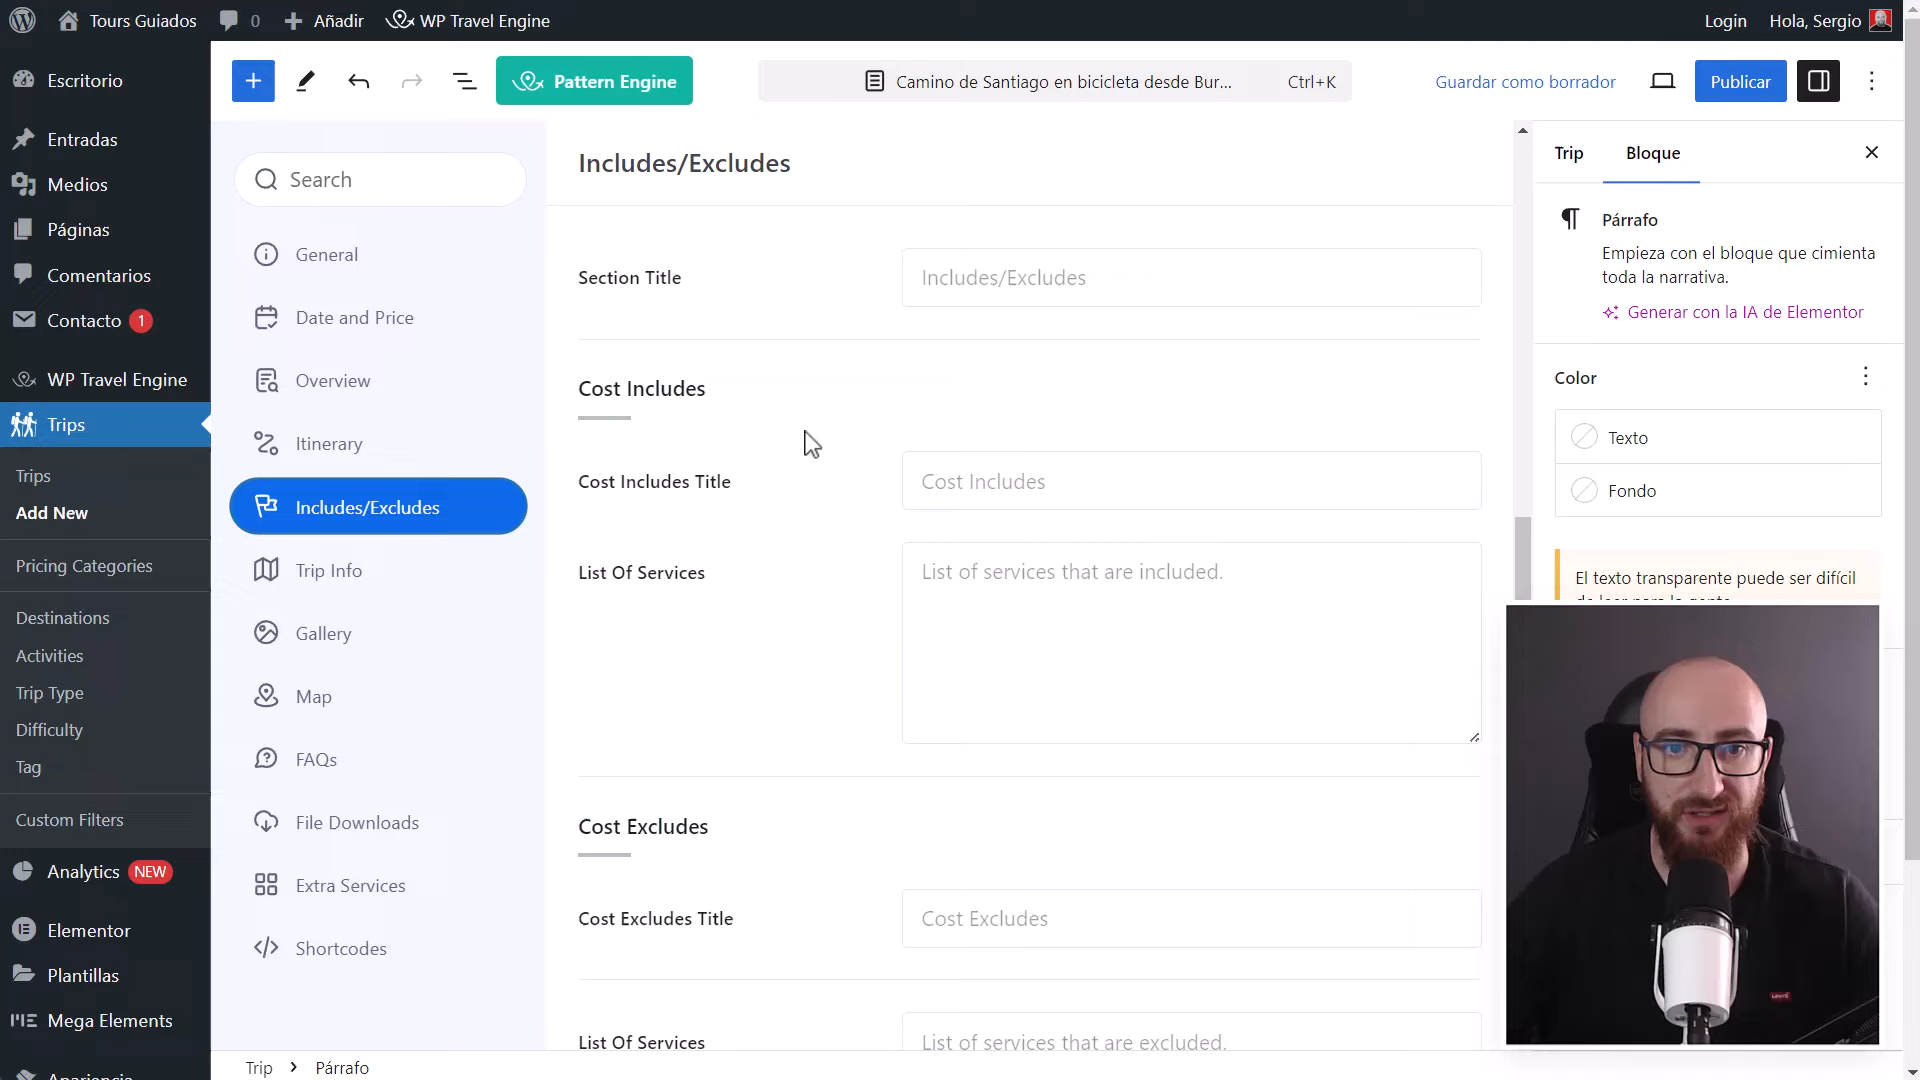 Tours Guiados
0
Añadir
WP Travel Engine
Login
Hola, Sergio
Escritorio
Entradas
Medios
Páginas
Comentarios
Contacto 1
WP Travel Engine
Trips
Trips
Add New
Pricing Categories
Destinations
Activities
Trip Type
Difficulty
Tag
Custom Filters
Analytics NEW
Elementor
Plantillas
Mega Elements
Apariencia
Pattern Engine
Camino de Santiago en bicicleta desde Bur... Ctrl+K
Guardar como borrador
Publicar
Search
General
Date and Price
Overview
Itinerary
Includes/Excludes
Trip Info
Gallery
Map
FAQs
File Downloads
Extra Services
Shortcodes
Includes/Excludes
Section Title
Includes/Excludes
Cost Includes
Cost Includes Title
Cost Includes
List Of Services
List of services that are included.
Cost Excludes
Cost Excludes Title
Cost Excludes
List Of Services
List of services that are excluded.
Trip
Bloque
Párrafo
Empieza con el bloque que cimienta
toda la narrativa.
Generar con la IA de Elementor
Color
Texto
Fondo
El texto transparente puede ser difícil
Trip > Párrafo